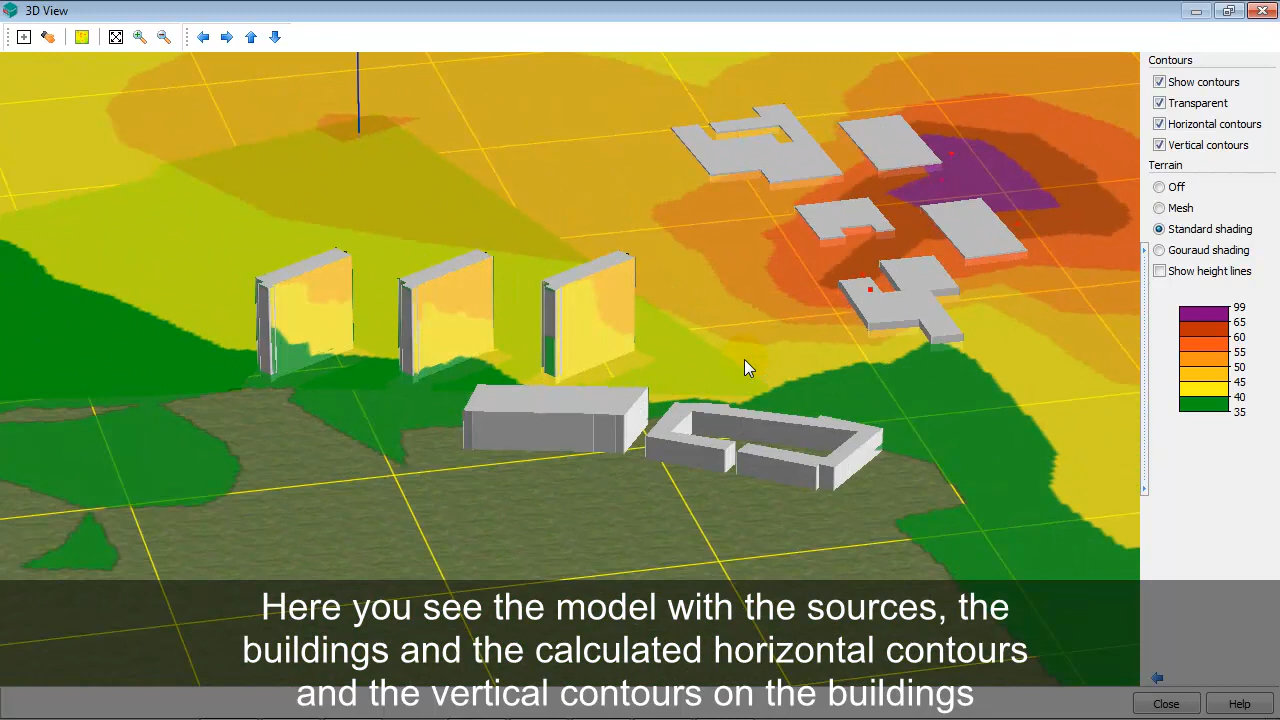 3D View
Contours
Show contours
Transparent
Horizontal contours
Vertical contours
Terrain
Off
Mesh
Standard shading
Gouraud shading
Show height lines
99
65
60
55
50
45
40
35
Here you see the model with the sources, the
buildings and the calculated horizontal contours
and the vertical contours on the buildings
Close
Help